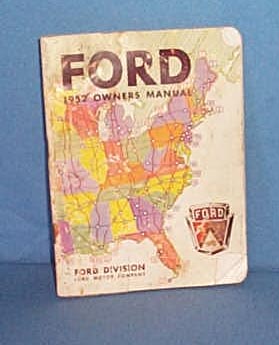 FORD
1952 OWNERS MANUAL
FORD
FORD DIVISION
FORD MOTOR COMPANY